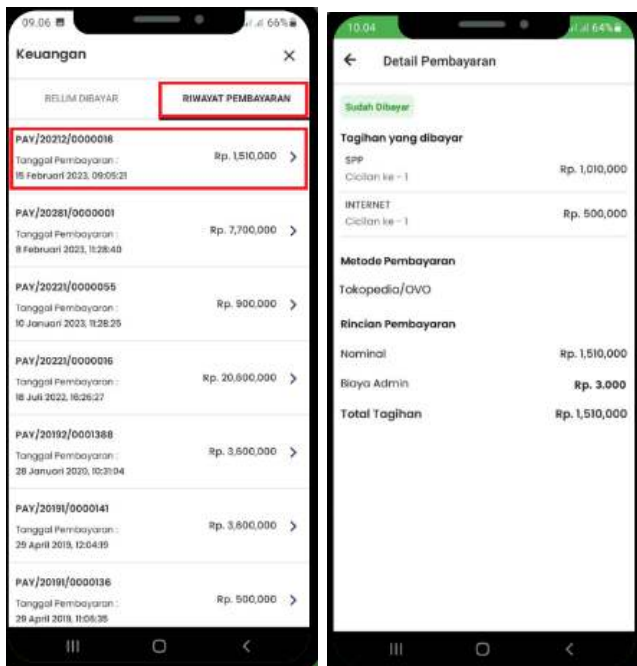 09.06
66%
Keuangan
BELUM DIBAYAR
RIWAYAT PEMBAYARAN
PAY/20212/0000016
Tanggal Pembayaran :
15 Februari 2023, 09:05:21
Rp. 1,510,000
PAY/20281/0000001
Tanggal Pembayaran :
8 Februari 2023, 11:28:40
Rp. 7,700,000
PAY/20221/0000055
Tanggal Pembayaran :
10 Januari 2023, 11:28:25
Rp. 900,000
PAY/20221/0000016
Tanggal Pembayaran :
18 Juli 2022, 16:26:27
Rp. 20,600,000
PAY/20192/0001388
Tanggal Pembayaran :
28 Januari 2020, 10:31:04
Rp. 3,600,000
PAY/20191/0000141
Tanggal Pembayaran :
29 April 2019, 12:04:19
Rp. 3,600,000
PAY/20191/0000136
Tanggal Pembayaran :
29 April 2019, 11:06:35
Rp. 500,000
10.04
64%
Detail Pembayaran
Sudah Dibayar
Tagihan yang dibayar
SPP
Cicilan ke - 1
Rp. 1,010,000
INTERNET
Cicilan ke - 1
Rp. 500,000
Metode Pembayaran
Tokopedia/OVO
Rincian Pembayaran
Nominal Rp. 1,510,000
Biaya Admin Rp. 3.000
Total Tagihan Rp. 1,510,000